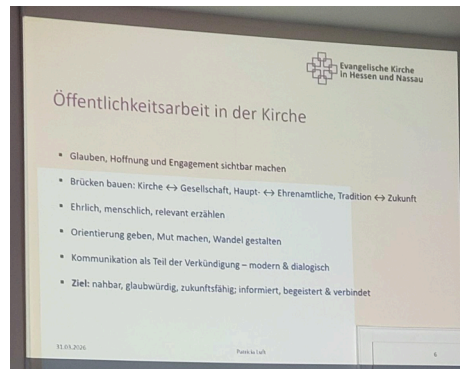 Evangelische Kirche
in Hessen und Nassau
Öffentlichkeitsarbeit in der Kirche
▪ Glauben, Hoffnung und Engagement sichtbar machen
▪ Brücken bauen: Kirche ↔ Gesellschaft, Haupt- ↔ Ehrenamtliche, Tradition ↔ Zukunft
▪ Ehrlich, menschlich, relevant erzählen
▪ Orientierung geben, Mut machen, Wandel gestalten
▪ Kommunikation als Teil der Verkündigung – modern & dialogisch
▪ Ziel: nahbar, glaubwürdig, zukunftsfähig; informiert, begeistert & verbindet
31.03.2026
Patricia
6